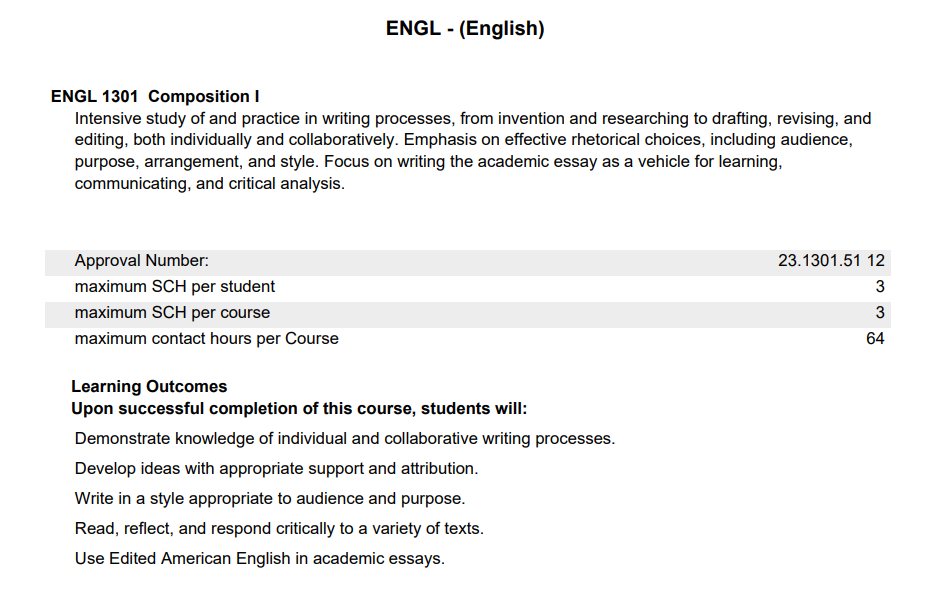 ENGL - (English)
ENGL 1301  Composition I
Intensive study of and practice in writing processes, from invention and researching to drafting, revising, and
editing, both individually and collaboratively. Emphasis on effective rhetorical choices, including audience,
purpose, arrangement, and style. Focus on writing the academic essay as a vehicle for learning,
communicating, and critical analysis.
Approval Number: 23.1301.51 12
maximum SCH per student 3
maximum SCH per course 3
maximum contact hours per Course 64
Learning Outcomes
Upon successful completion of this course, students will:
Demonstrate knowledge of individual and collaborative writing processes.
Develop ideas with appropriate support and attribution.
Write in a style appropriate to audience and purpose.
Read, reflect, and respond critically to a variety of texts.
Use Edited American English in academic essays.